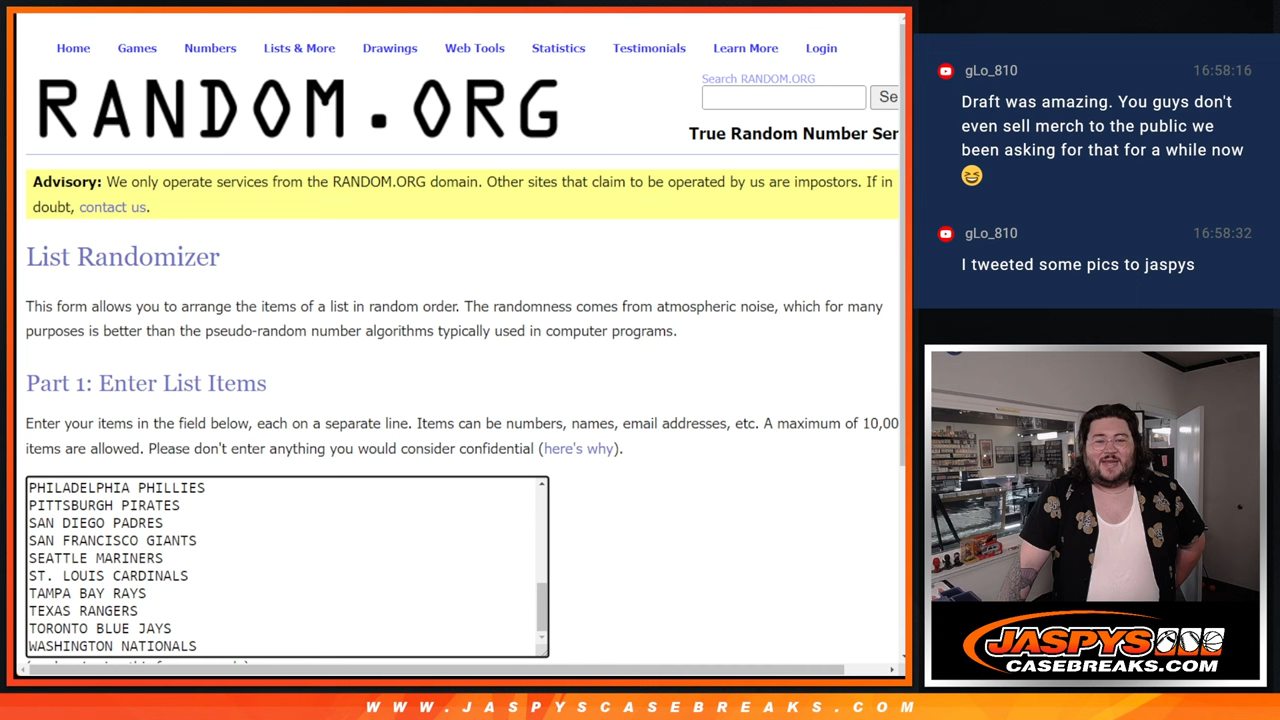 Home Games Numbers Lists & More Drawings Web Tools Statistics Testimonials Learn More Login
RANDOM.ORG
Search RANDOM.ORG
Se
True Random Number Ser
Advisory: We only operate services from the RANDOM.ORG domain. Other sites that claim to be operated by us are impostors. If in
doubt, contact us.
List Randomizer
This form allows you to arrange the items of a list in random order. The randomness comes from atmospheric noise, which for many
purposes is better than the pseudo-random number algorithms typically used in computer programs.
Part 1: Enter List Items
Enter your items in the field below, each on a separate line. Items can be numbers, names, email addresses, etc. A maximum of 10,00
items are allowed. Please don't enter anything you would consider confidential (here's why).
PHILADELPHIA PHILLIES
PITTSBURGH PIRATES
SAN DIEGO PADRES
SAN FRANCISCO GIANTS
SEATTLE MARINERS
ST. LOUIS CARDINALS
TAMPA BAY RAYS
TEXAS RANGERS
TORONTO BLUE JAYS
WASHINGTON NATIONALS
gLo_810 16:58:16
Draft was amazing. You guys don't
even sell merch to the public we
been asking for that for a while now
😆
gLo_810 16:58:32
I tweeted some pics to jaspys
JASPYS
CASEBREAKS.COM
WWW.JASPYSCASEBREAKS.COM